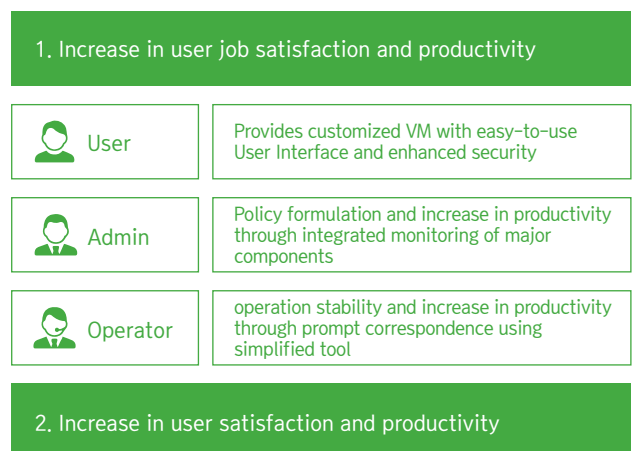 1. Increase in user job satisfaction and productivity
User
Provides customized VM with easy-to-use
User Interface and enhanced security
Admin
Policy formulation and increase in productivity
through integrated monitoring of major
components
Operator
operation stability and increase in productivity
through prompt correspondence using
simplified tool
2. Increase in user satisfaction and productivity